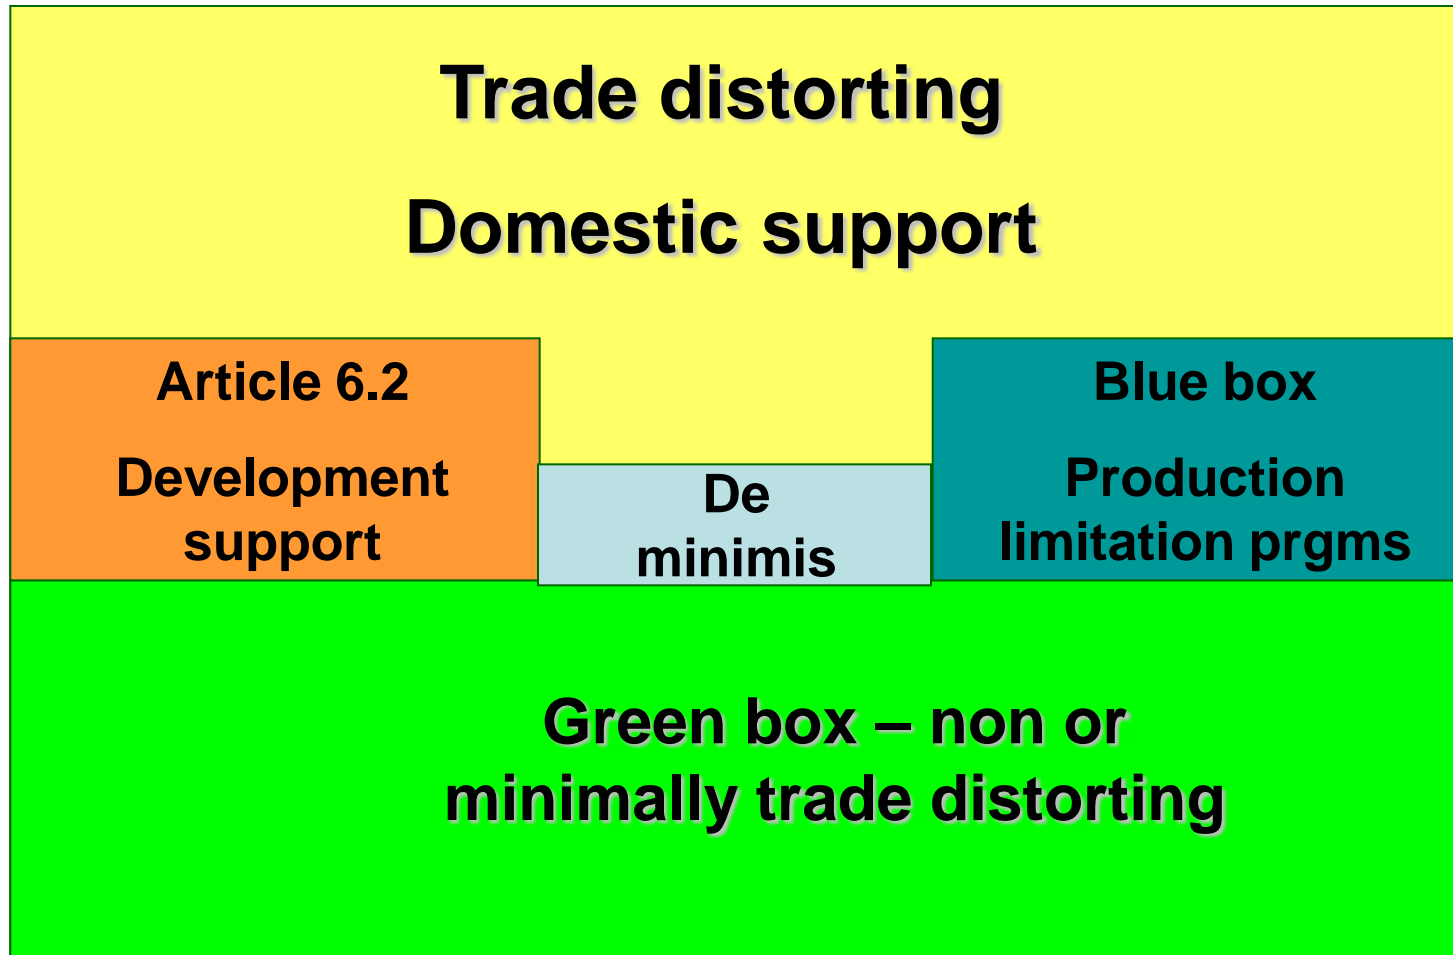 Trade distorting
Domestic support
Article 6.2
Development
support
De
minimis
Blue box
Production
limitation prgms
Green box – non or
minimally trade distorting